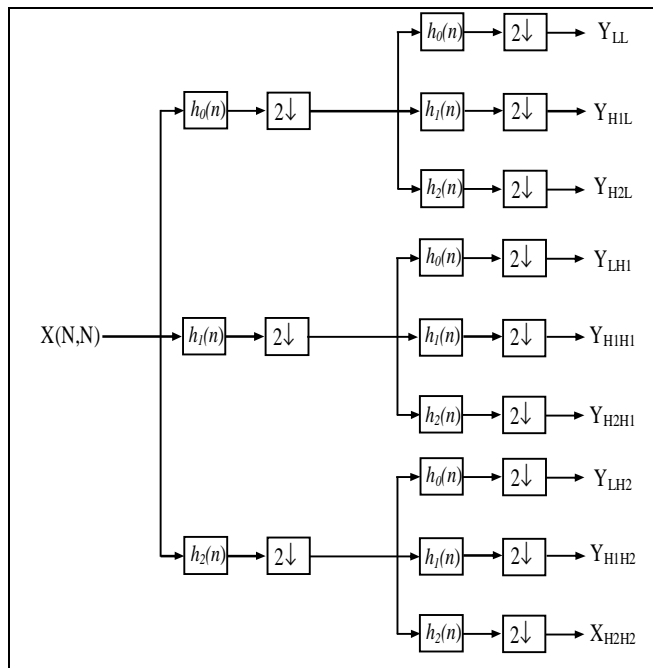 h0(n) 2↓ YLL
h0(n) 2↓ h1(n) 2↓ YH1L
h2(n) 2↓ YH2L
h0(n) 2↓ YLH1
X(N,N) h1(n) 2↓ h1(n) 2↓ YH1H1
h2(n) 2↓ YH2H1
h0(n) 2↓ YLH2
h2(n) 2↓ h1(n) 2↓ YH1H2
h2(n) 2↓ XH2H2